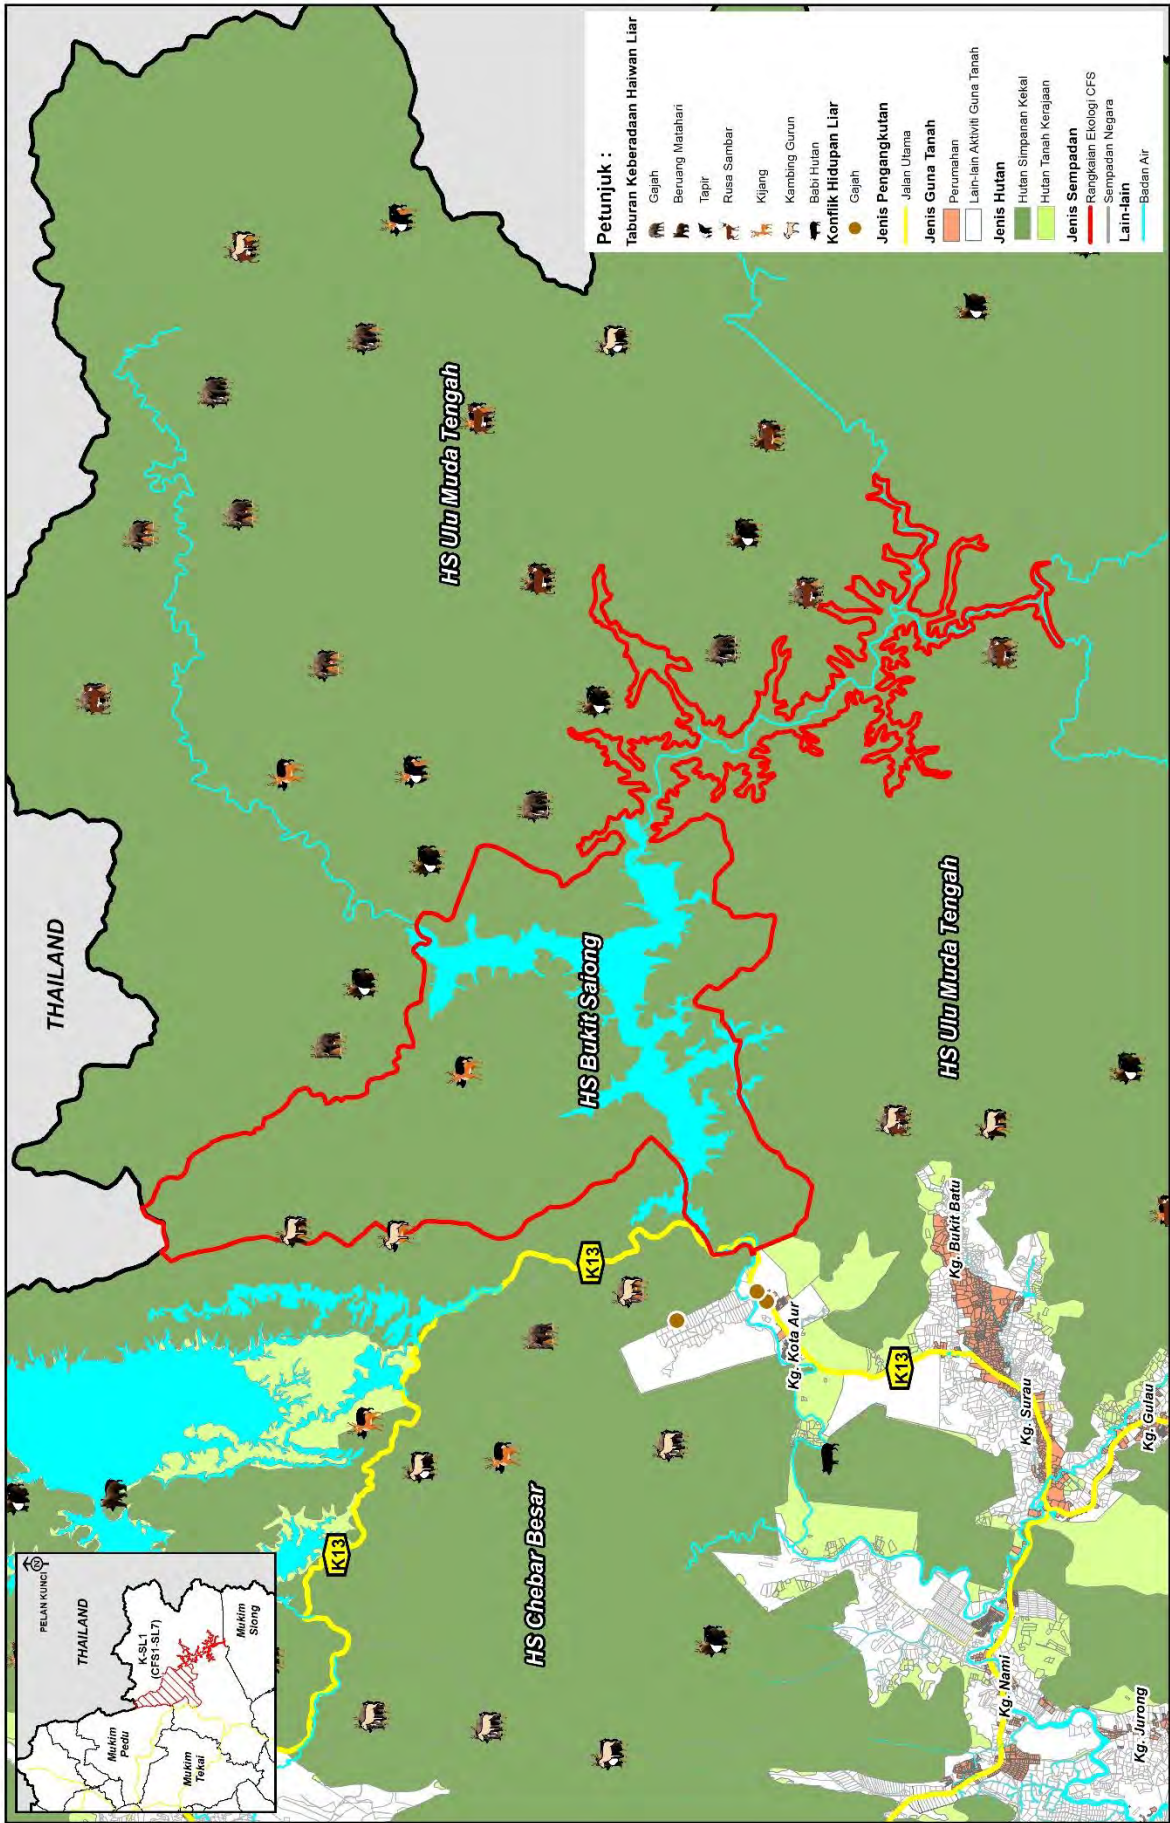 THAILAND
HS Ulu Muda Tengah
HS Bukit Saiong
HS Ulu Muda Tengah
HS Chebar Besar
K13
K13
K13
Kg. Kota Aur
Kg. Bukit Batu
Kg. Surau
Kg. Gulau
Kg. Nami
Kg. Jurong
PELAN KUNCI
N
THAILAND
K-SL1
(CFS1-SL7)
Mukim
Pedu
Mukim
Tekai
Mukim
Siong
Petunjuk :
Taburan Keberadaan Haiwan Liar
Gajah
Beruang Matahari
Tapir
Rusa Sambar
Kijang
Kambing Gurun
Babi Hutan
Konflik Hidupan Liar
Gajah
Jenis Pengangkutan
Jalan Utama
Jenis Guna Tanah
Perumahan
Lain-lain Aktiviti Guna Tanah
Jenis Hutan
Hutan Simpanan Kekal
Hutan Tanah Kerajaan
Jenis Sempadan
Rangkaian Ekologi CFS
Sempadan Negara
Lain-lain
Badan Air